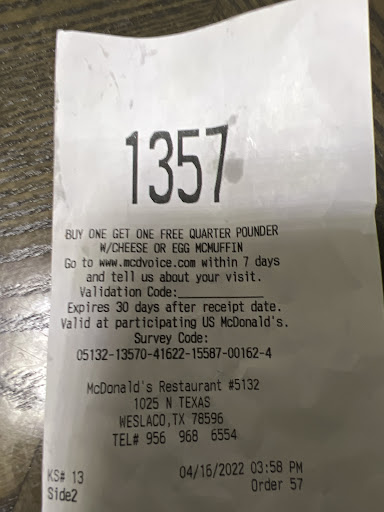 1357
BUY ONE GET ONE FREE QUARTER POUNDER
W/CHEESE OR EGG MCMUFFIN
Go to www.mcdvoice.com within 7 days
and tell us about your visit.
Validation Code:____________
Expires 30 days after receipt date.
Valid at participating US McDonald's.
Survey Code:
05132-13570-41622-15587-00162-4
McDonald's Restaurant #5132
1025 N TEXAS
WESLACO,TX 78596
TEL# 956 968 6554
KS# 13 04/16/2022 03:58 PM
Side2 Order 57